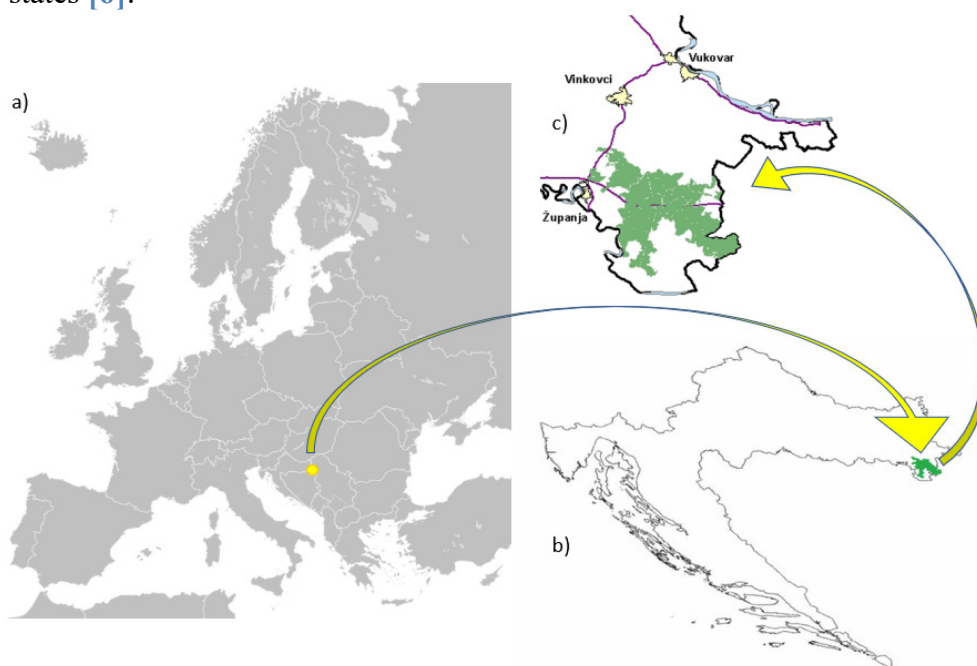 states [6].
a)
Vukovar
Vinkovci
c)
Županja
b)